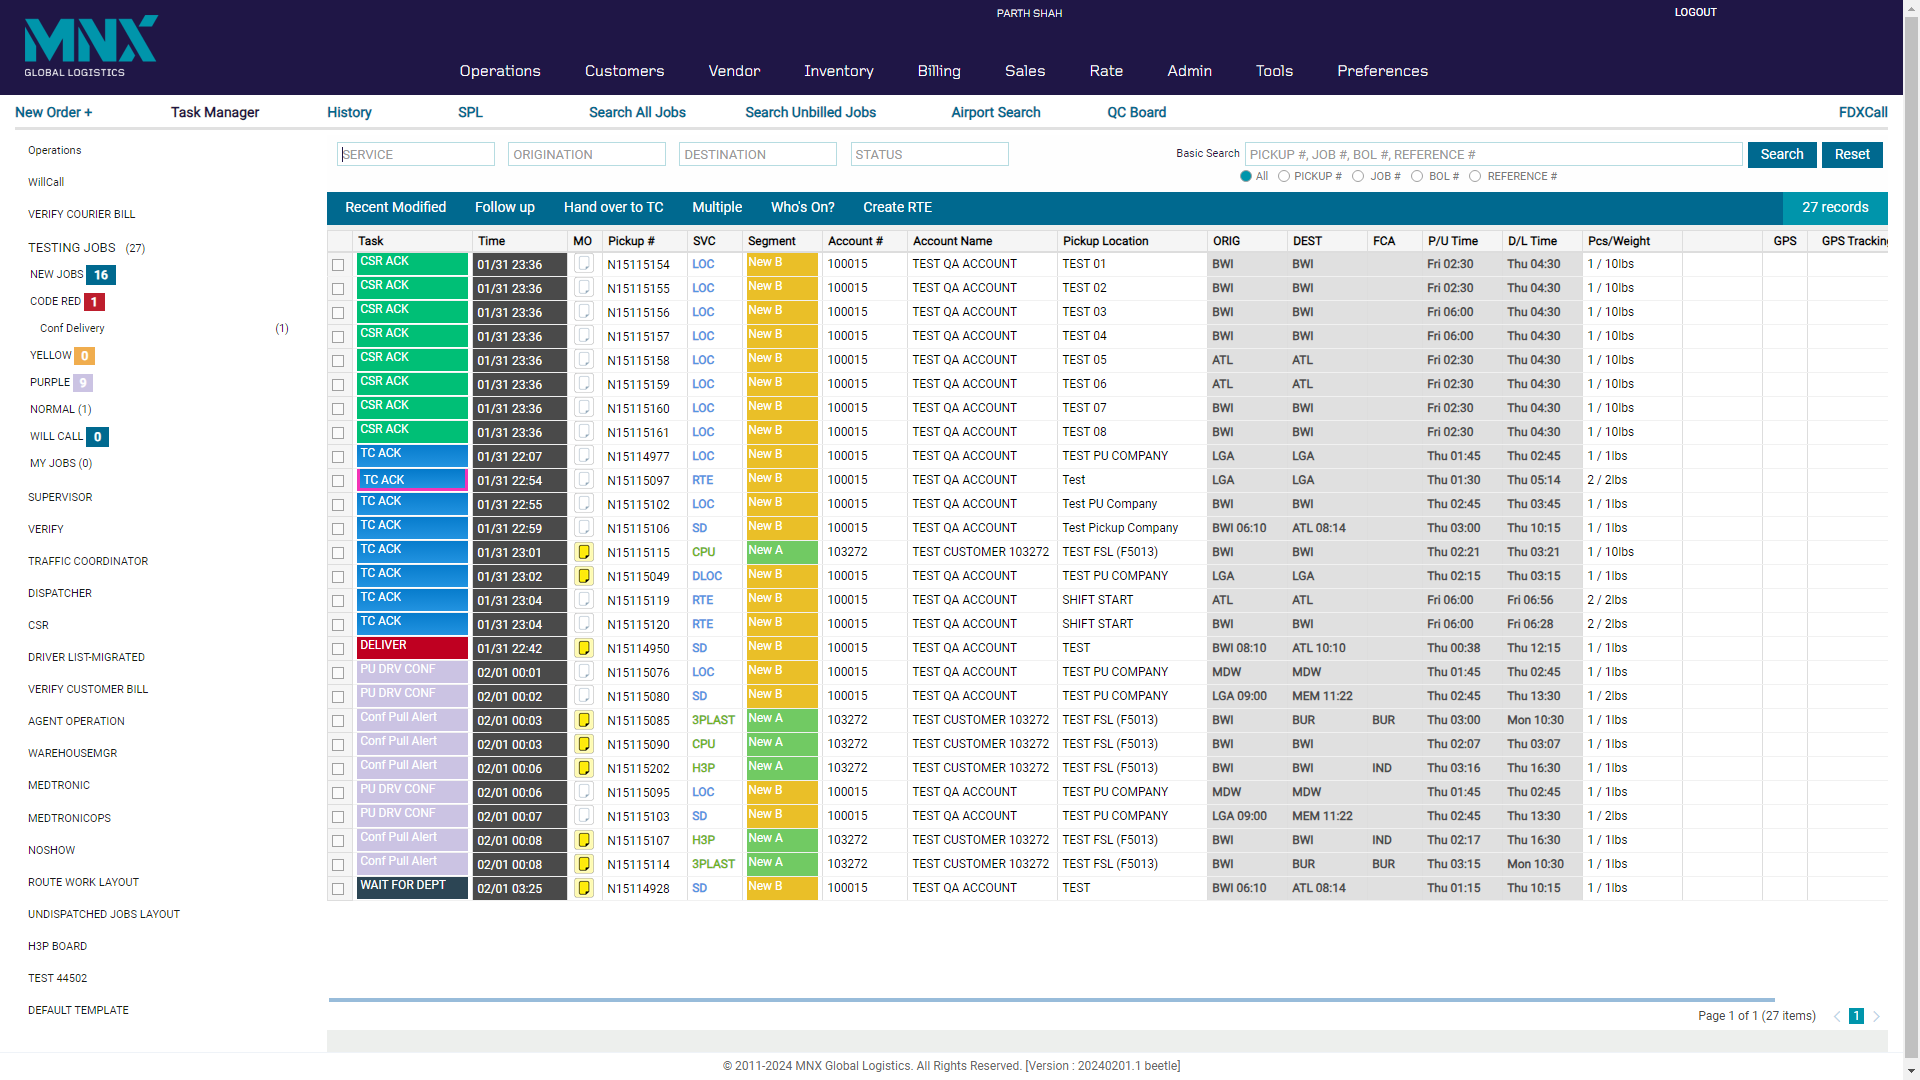 MNX
GLOBAL LOGISTICS
PARTH SHAH
LOGOUT
Operations Customers Vendor Inventory Billing Sales Rate Admin Tools Preferences
New Order + Task Manager History SPL Search All Jobs Search Unbilled Jobs Airport Search QC Board FDXCall
Operations
WillCall
VERIFY COURIER BILL
TESTING JOBS (27)
NEW JOBS 16
CODE RED 1
Conf Delivery (1)
YELLOW 0
PURPLE 9
NORMAL (1)
WILL CALL 0
MY JOBS (0)
SUPERVISOR
VERIFY
TRAFFIC COORDINATOR
DISPATCHER
CSR
DRIVER LIST-MIGRATED
VERIFY CUSTOMER BILL
AGENT OPERATION
WAREHOUSEMGR
MEDTRONIC
MEDTRONICOPS
NOSHOW
ROUTE WORK LAYOUT
UNDISPATCHED JOBS LAYOUT
H3P BOARD
TEST 44502
DEFAULT TEMPLATE
SERVICE ORIGINATION DESTINATION STATUS Basic Search PICKUP #, JOB #, BOL #, REFERENCE # Search Reset
All PICKUP # JOB # BOL # REFERENCE #
Recent Modified Follow up Hand over to TC Multiple Who's On? Create RTE 27 records
Task Time MO Pickup # SVC Segment Account # Account Name Pickup Location ORIG DEST FCA P/U Time D/L Time Pcs/Weight GPS GPS Tracking
CSR ACK 01/31 23:36 N15115154 LOC New B 100015 TEST QA ACCOUNT TEST 01 BWI BWI Fri 02:30 Thu 04:30 1 / 10lbs
CSR ACK 01/31 23:36 N15115155 LOC New B 100015 TEST QA ACCOUNT TEST 02 BWI BWI Fri 02:30 Thu 04:30 1 / 10lbs
CSR ACK 01/31 23:36 N15115156 LOC New B 100015 TEST QA ACCOUNT TEST 03 BWI BWI Fri 06:00 Thu 04:30 1 / 10lbs
CSR ACK 01/31 23:36 N15115157 LOC New B 100015 TEST QA ACCOUNT TEST 04 BWI BWI Fri 06:00 Thu 04:30 1 / 10lbs
CSR ACK 01/31 23:36 N15115158 LOC New B 100015 TEST QA ACCOUNT TEST 05 ATL ATL Fri 02:30 Thu 04:30 1 / 10lbs
CSR ACK 01/31 23:36 N15115159 LOC New B 100015 TEST QA ACCOUNT TEST 06 ATL ATL Fri 02:30 Thu 04:30 1 / 10lbs
CSR ACK 01/31 23:36 N15115160 LOC New B 100015 TEST QA ACCOUNT TEST 07 BWI BWI Fri 02:30 Thu 04:30 1 / 10lbs
CSR ACK 01/31 23:36 N15115161 LOC New B 100015 TEST QA ACCOUNT TEST 08 BWI BWI Fri 02:30 Thu 04:30 1 / 10lbs
TC ACK 01/31 22:07 N15114977 LOC New B 100015 TEST QA ACCOUNT TEST PU COMPANY LGA LGA Thu 01:45 Thu 02:45 1 / 1lbs
TC ACK 01/31 22:54 N15115097 RTE New B 100015 TEST QA ACCOUNT Test LGA LGA Thu 01:30 Thu 05:14 2 / 2lbs
TC ACK 01/31 22:55 N15115102 LOC New B 100015 TEST QA ACCOUNT Test PU Company BWI BWI Thu 02:45 Thu 03:45 1 / 1lbs
TC ACK 01/31 22:59 N15115106 SD New B 100015 TEST QA ACCOUNT Test Pickup Company BWI 06:10 ATL 08:14 Thu 03:00 Thu 10:15 1 / 1lbs
TC ACK 01/31 23:01 N15115115 CPU New A 103272 TEST CUSTOMER 103272 TEST FSL (F5013) BWI BWI Thu 02:21 Thu 03:21 1 / 10lbs
TC ACK 01/31 23:02 N15115049 DLOC New B 100015 TEST QA ACCOUNT TEST PU COMPANY LGA LGA Thu 02:15 Thu 03:15 1 / 1lbs
TC ACK 01/31 23:04 N15115119 RTE New B 100015 TEST QA ACCOUNT SHIFT START ATL ATL Fri 06:00 Fri 06:56 2 / 2lbs
TC ACK 01/31 23:04 N15115120 RTE New B 100015 TEST QA ACCOUNT SHIFT START BWI BWI Fri 06:00 Fri 06:28 2 / 2lbs
DELIVER 01/31 22:42 N15114950 SD New B 100015 TEST QA ACCOUNT TEST BWI 08:10 ATL 10:10 Thu 00:38 Thu 12:15 1 / 1lbs
PU DRV CONF 02/01 00:01 N15115076 LOC New B 100015 TEST QA ACCOUNT TEST PU COMPANY MDW MDW Thu 01:45 Thu 02:45 1 / 1lbs
PU DRV CONF 02/01 00:02 N15115080 SD New B 100015 TEST QA ACCOUNT TEST PU COMPANY LGA 09:00 MEM 11:22 Thu 02:45 Thu 13:30 1 / 2lbs
Conf Pull Alert 02/01 00:03 N15115085 3PLAST New A 103272 TEST CUSTOMER 103272 TEST FSL (F5013) BWI BUR BUR Thu 03:00 Mon 10:30 1 / 1lbs
Conf Pull Alert 02/01 00:03 N15115090 CPU New A 103272 TEST CUSTOMER 103272 TEST FSL (F5013) BWI BWI Thu 02:07 Thu 03:07 1 / 1lbs
Conf Pull Alert 02/01 00:06 N15115202 H3P New A 103272 TEST CUSTOMER 103272 TEST FSL (F5013) BWI BWI IND Thu 03:16 Thu 16:30 1 / 1lbs
PU DRV CONF 02/01 00:06 N15115095 LOC New B 100015 TEST QA ACCOUNT TEST PU COMPANY MDW MDW Thu 01:45 Thu 02:45 1 / 1lbs
PU DRV CONF 02/01 00:07 N15115103 SD New B 100015 TEST QA ACCOUNT TEST PU COMPANY LGA 09:00 MEM 11:22 Thu 02:45 Thu 13:30 1 / 2lbs
Conf Pull Alert 02/01 00:08 N15115107 H3P New A 103272 TEST CUSTOMER 103272 TEST FSL (F5013) BWI BWI IND Thu 02:17 Thu 16:30 1 / 1lbs
Conf Pull Alert 02/01 00:08 N15115114 3PLAST New A 103272 TEST CUSTOMER 103272 TEST FSL (F5013) BWI BUR BUR Thu 03:15 Mon 10:30 1 / 1lbs
WAIT FOR DEPT 02/01 03:25 N15114928 SD New B 100015 TEST QA ACCOUNT TEST BWI 06:10 ATL 08:14 Thu 01:15 Thu 10:15 1 / 1lbs
Page 1 of 1 (27 items) 1
© 2011-2024 MNX Global Logistics. All Rights Reserved. [Version : 20240201.1 beetle]